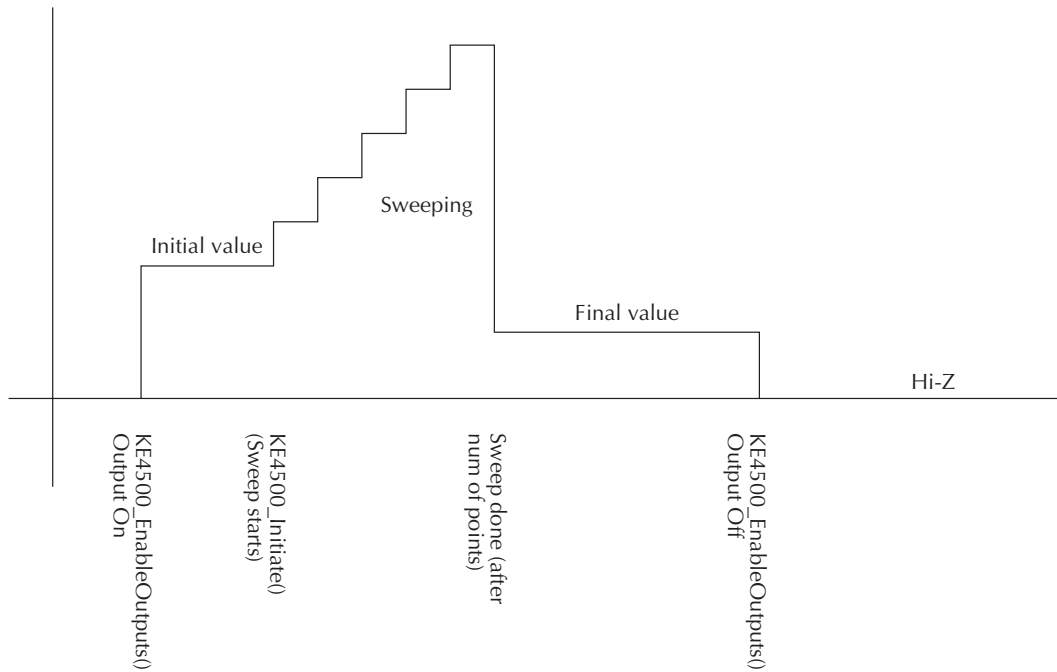 Sweeping
Initial value
Final value
Hi-Z
KE4500_EnableOutputs()
Output On
KE4500_Initiate()
(Sweep starts)
Sweep done (after
num of points)
KE4500_EnableOutputs()
Output Off